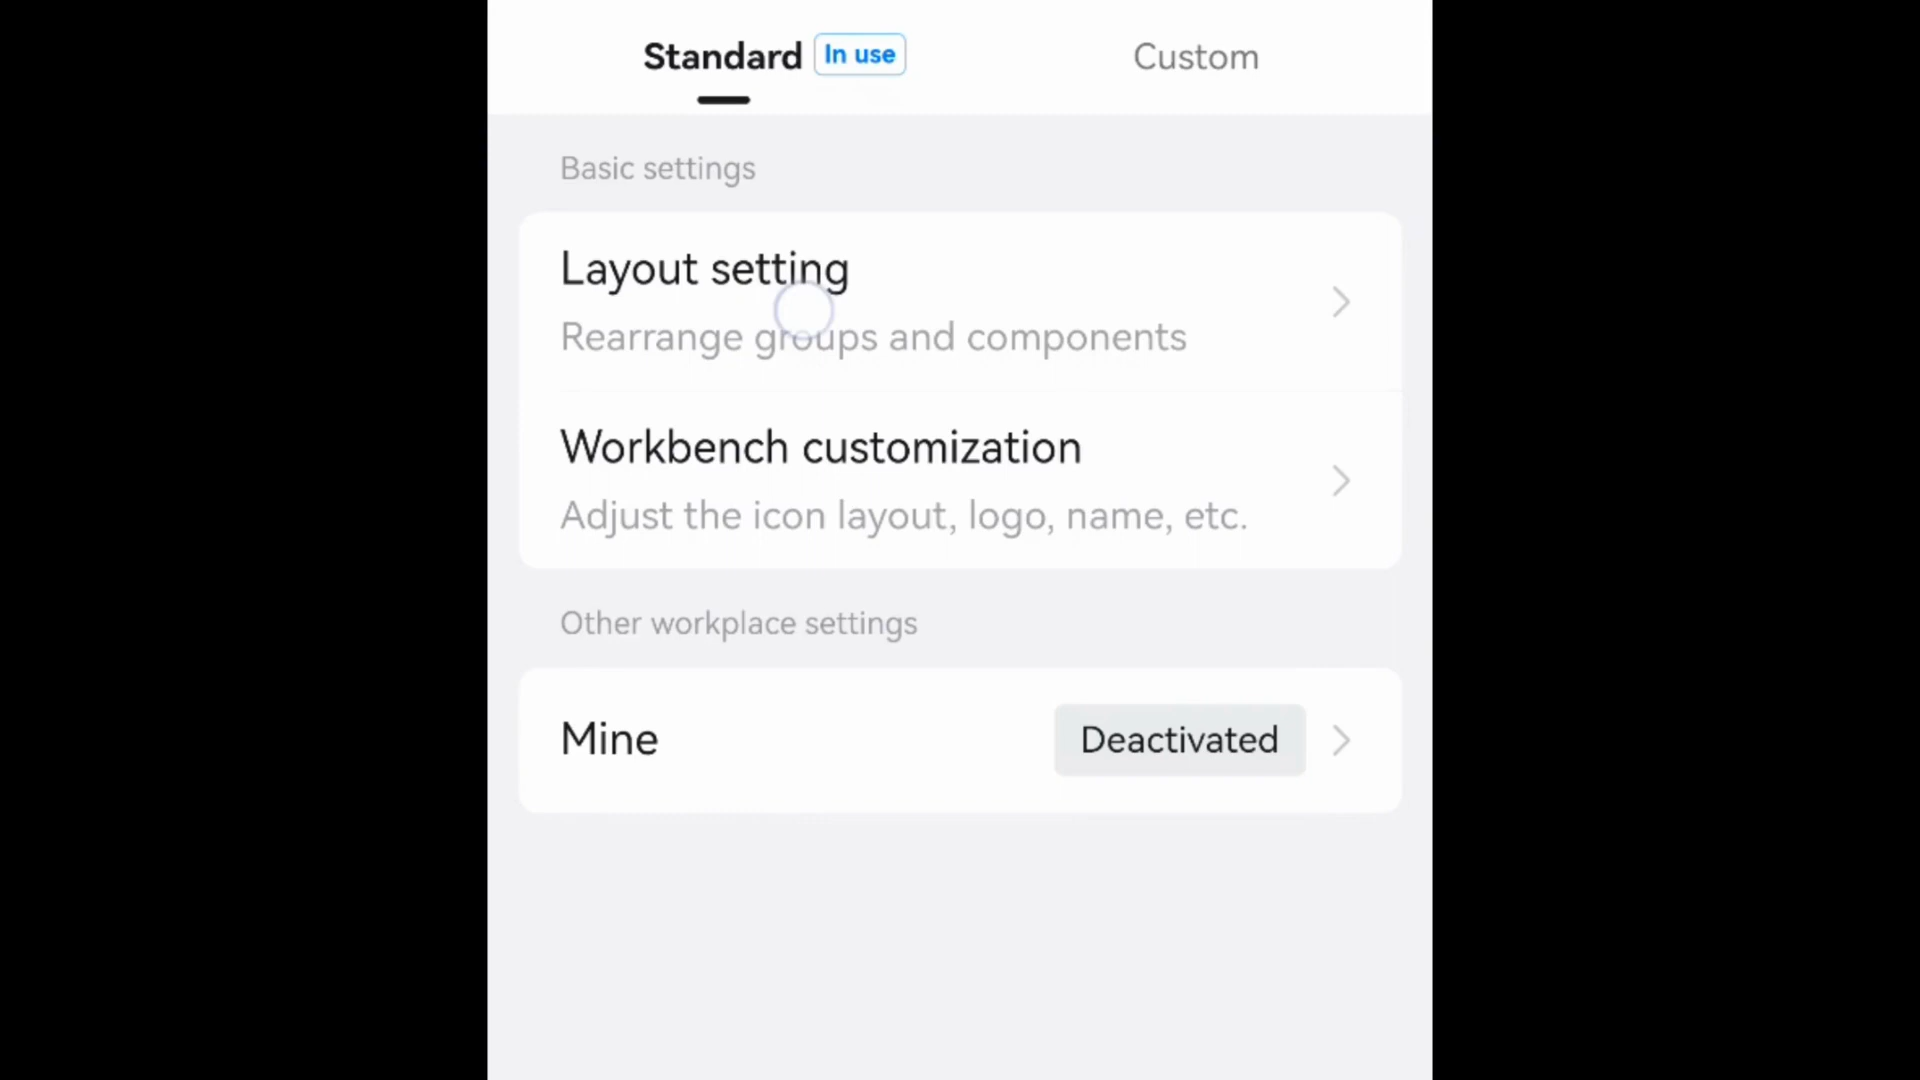 Standard In use Custom
Basic settings
Layout setting
Rearrange groups and components
Workbench customization
Adjust the icon layout, logo, name, etc.
Other workplace settings
Mine Deactivated